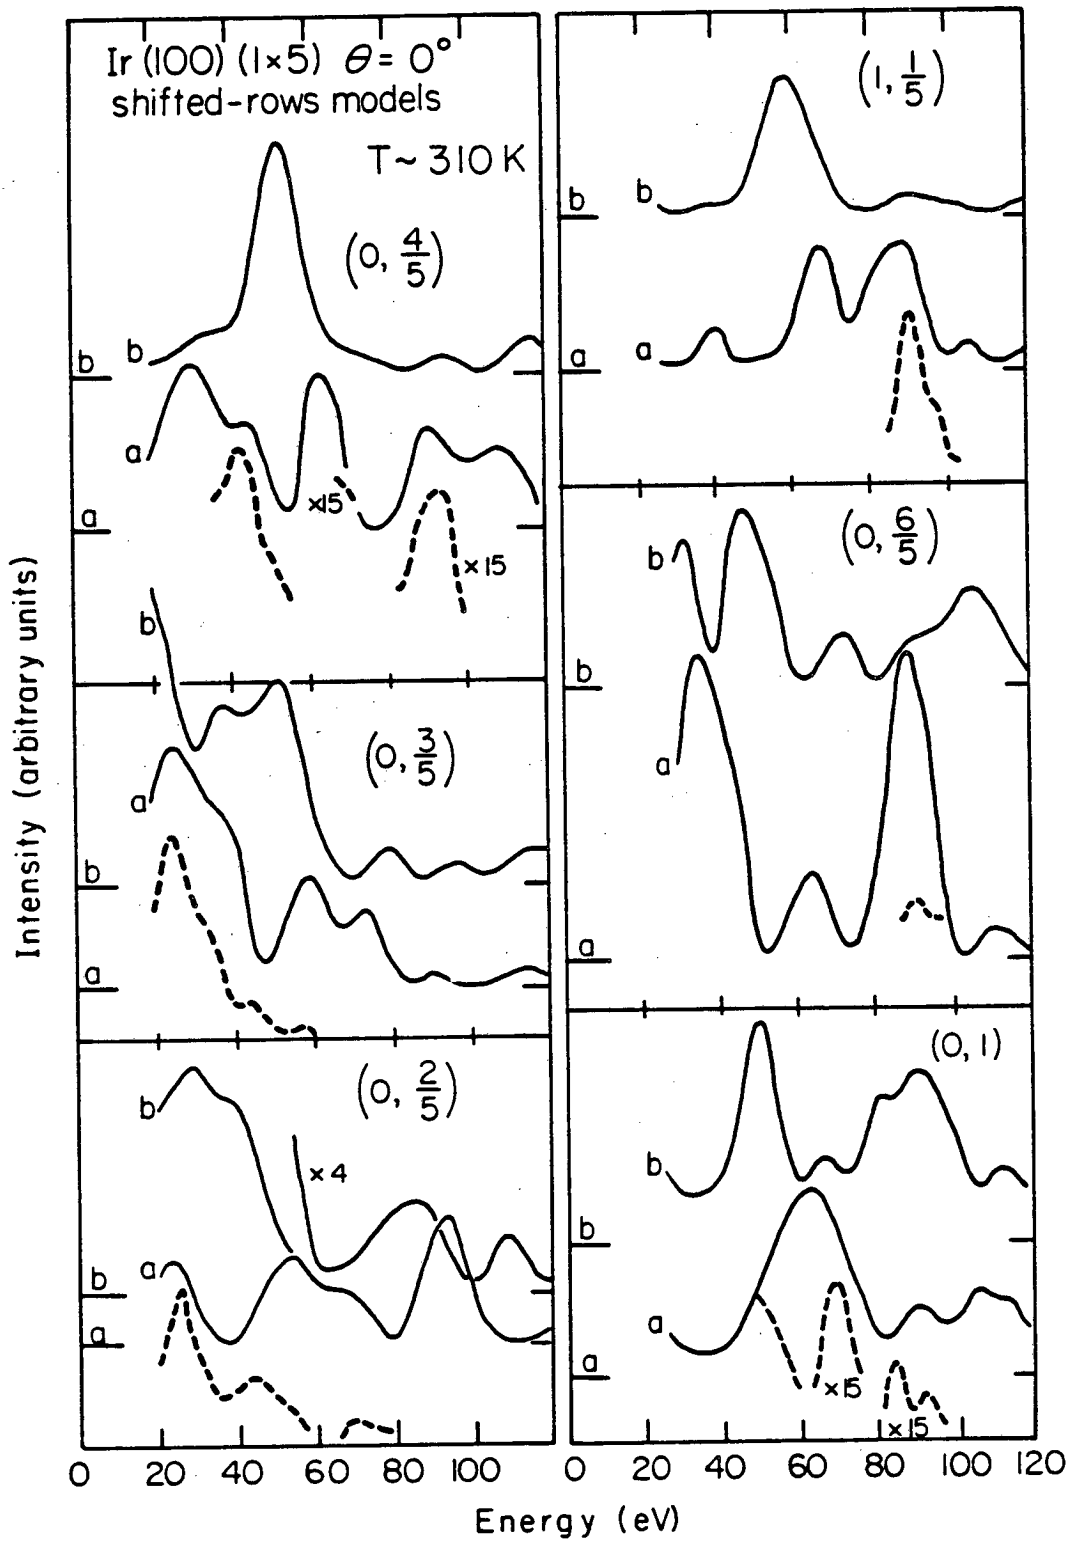 Ir (100) (1×5) θ = 0°
shifted-rows models
T ~ 310 K
(0, 4/5)
b
b
a
a
×15
×15
b
(0, 3/5)
a
b
a
(0, 2/5)
b
×4
a
b
a
0 20 40 60 80 100
(1, 1/5)
b
b
a
a
(0, 6/5)
b
b
a
a
(0, 1)
b
b
a
a
×15
×15
0 20 40 60 80 100 120
Intensity (arbitrary units)
Energy (eV)